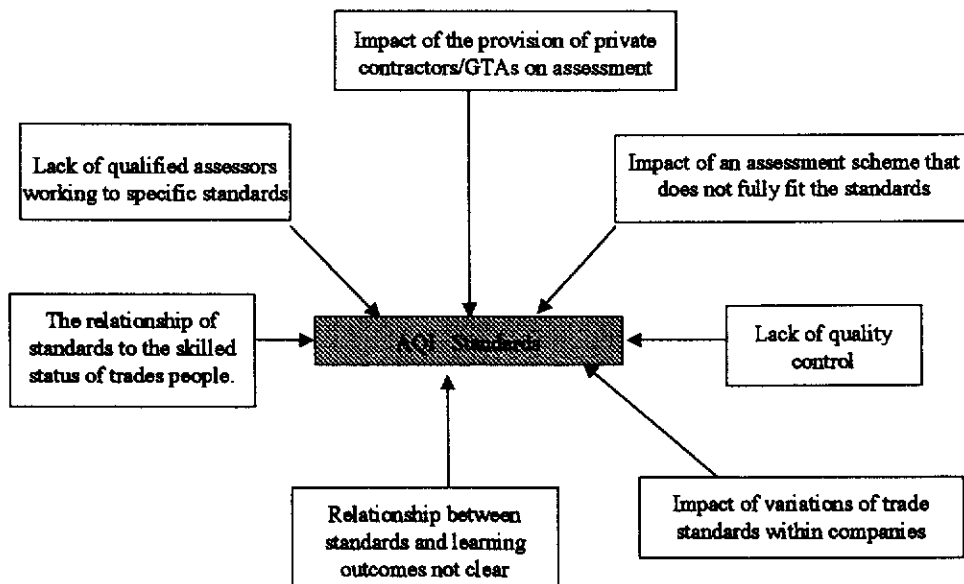 Impact of the provision of private
contractors/GTAs on assessment
Lack of qualified assessors
working to specific standards
Impact of an assessment scheme that
does not fully fit the standards
The relationship of
standards to the skilled
status of trades people.
Standards
Lack of quality
control
Relationship between
standards and learning
outcomes not clear
Impact of variations of trade
standards within companies